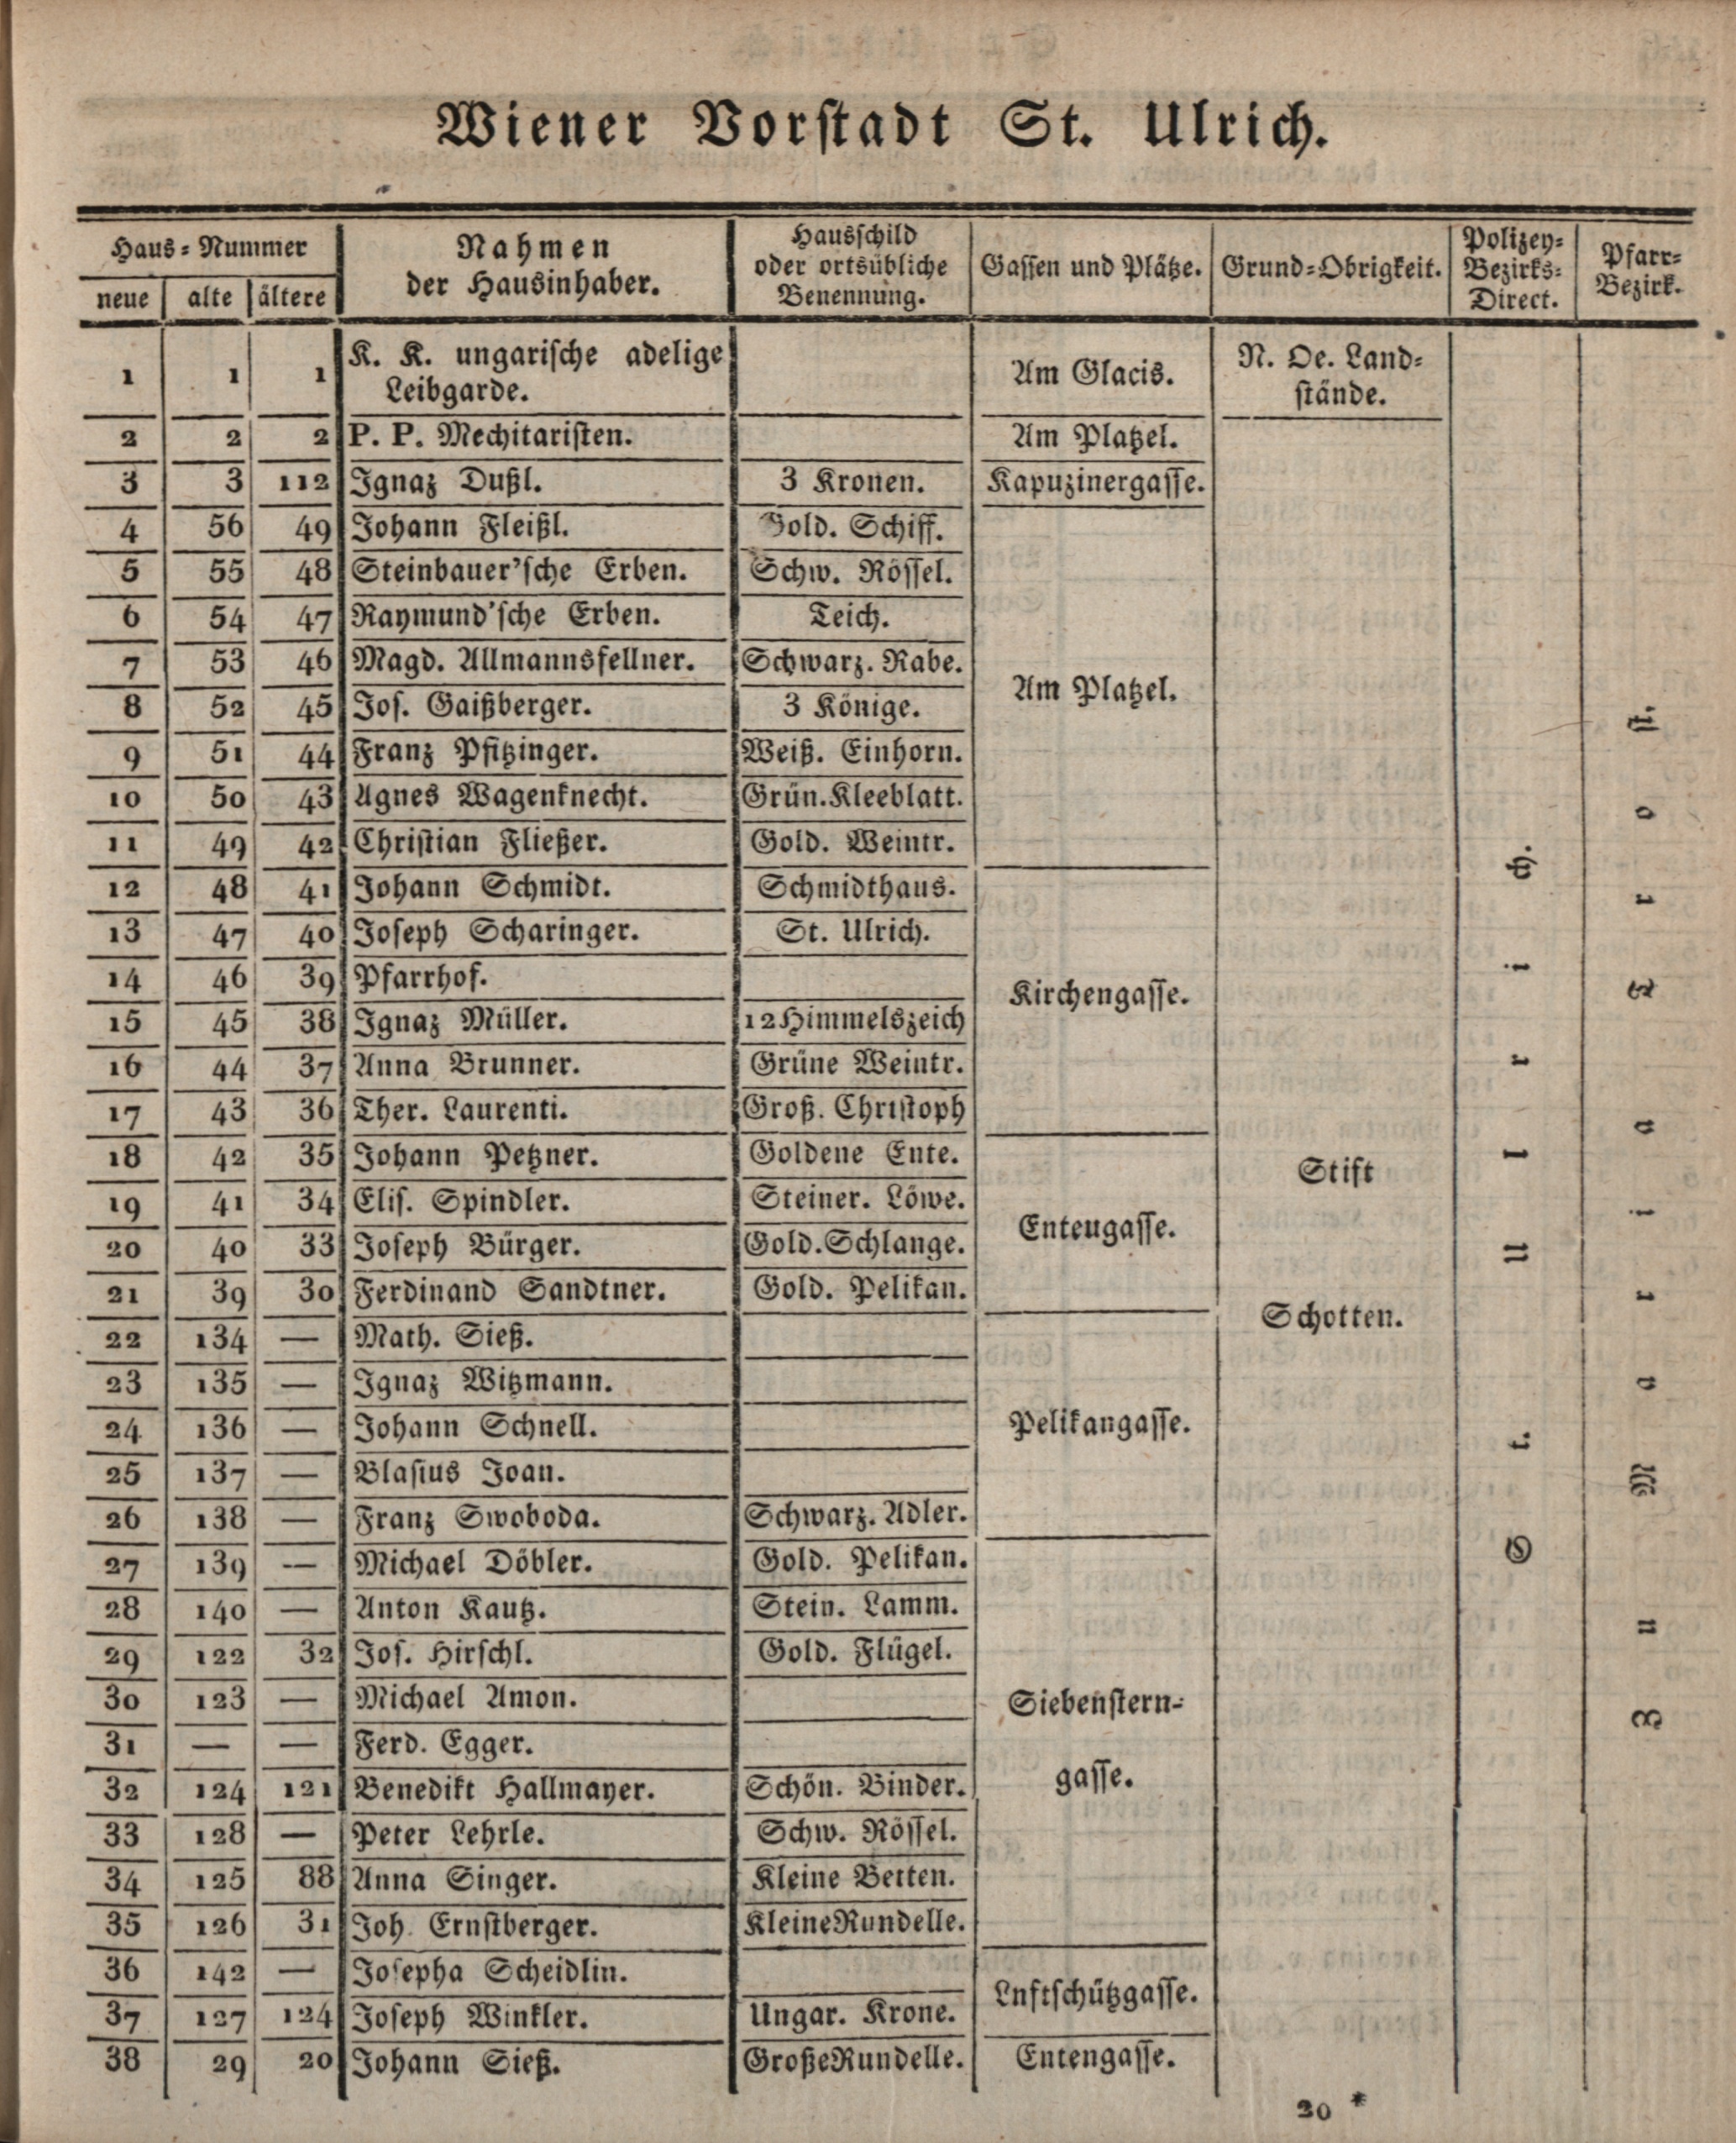 Wiener Vorstadt St. Ulrich.
Haus-Nummer
neue alte ältere
Nahmen
der Hausinhaber.
Hausschild
oder ortsübliche
Benennung.
Gassen und Plätze.
Grund-Obrigkeit.
Polizey-
Bezirks-
Direct.
Pfarr-
Bezirk.
1 1 1 K. K. ungarische adelige
Leibgarde.
Am Glacis.
N. Oe. Land-
stände.
2 2 2 P. P. Mechitaristen. Am Platzel.
3 3 112 Ignaz Dußl. 3 Kronen. Kapuzinergasse.
4 56 49 Johann Fleißl. Gold. Schiff.
5 55 48 Steinbauer'sche Erben. Schw. Rössel.
6 54 47 Raymund'sche Erben. Teich.
7 53 46 Magd. Allmannsfellner. Schwarz. Rabe.
Am Platzel.
8 52 45 Jos. Gaißberger. 3 Könige.
9 51 44 Franz Pfitzinger. Weiß. Einhorn.
10 50 43 Agnes Wagenknecht. Grün. Kleeblatt.
11 49 42 Christian Fließer. Gold. Weintr.
12 48 41 Johann Schmidt. Schmidthaus.
13 47 40 Joseph Scharinger. St. Ulrich.
14 46 39 Pfarrhof.
Kirchengasse.
15 45 38 Ignaz Müller. 12 Himmelszeich
16 44 37 Anna Brunner. Grüne Weintr.
17 43 36 Ther. Laurenti. Groß. Christoph
18 42 35 Johann Petzner. Goldene Ente.
Stift
19 41 34 Elis. Spindler. Steiner. Löwe.
Entengasse.
20 40 33 Joseph Bürger. Gold. Schlange.
21 39 30 Ferdinand Sandtner. Gold. Pelikan.
Schotten.
22 134 — Math. Sieß.
23 135 — Ignaz Witzmann.
24 136 — Johann Schnell. Pelikangasse.
25 137 — Blasius Joan.
26 138 — Franz Swoboda. Schwarz. Adler.
27 139 — Michael Döbler. Gold. Pelikan.
28 140 — Anton Kautz. Stein. Lamm.
29 122 32 Jos. Hirschl. Gold. Flügel.
30 123 — Michael Amon. Siebenstern-
31 — — Ferd. Egger.
gasse.
32 124 121 Benedikt Hallmayer. Schön. Binder.
33 128 — Peter Lehrle. Schw. Rössel.
34 125 88 Anna Singer. Kleine Betten.
35 126 31 Joh. Ernstberger. Kleine Rundelle.
36 142 — Josepha Scheidlin.
Luftschützgasse.
37 127 124 Joseph Winkler. Ungar. Krone.
38 29 20 Johann Sieß. Große Rundelle. Entengasse.
St. Ulrich.
Zu Maria Trost.
20 *